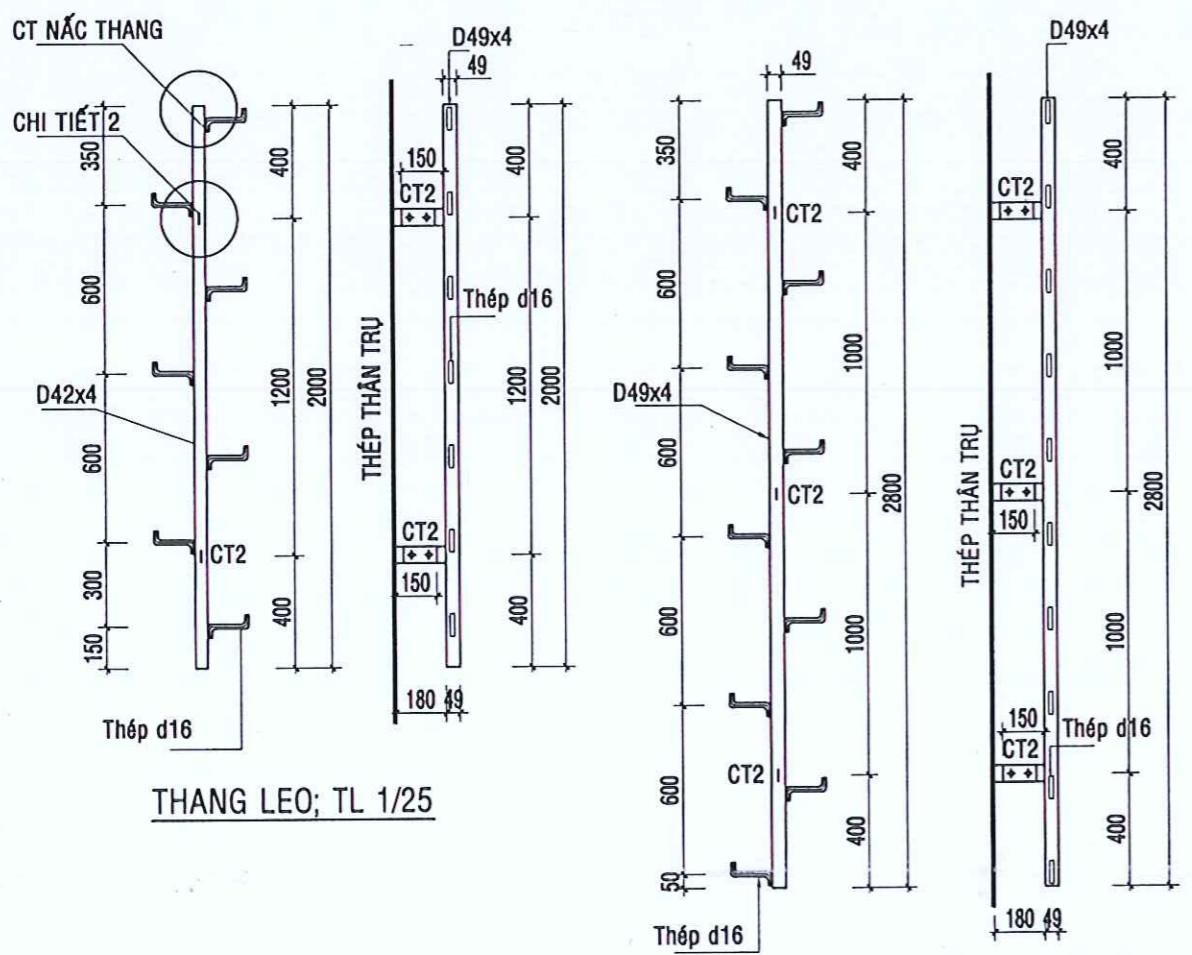 CT NẤC THANG
CHI TIẾT 2
350
600
600
300
150
D42x4
CT2
Thép d16
400
1200
400
2000
THANG LEO; TL 1/25
D49x4
49
150
CT2
THÉP THÂN TRỤ
Thép d16
CT2
150
180
49
400
1200
400
2000
49
350
600
600
600
600
50
D49x4
CT2
CT2
CT2
Thép d16
400
1000
1000
400
2800
D49x4
CT2
THÉP THÂN TRỤ
CT2
150
150
CT2
Thép d16
180
49
400
1000
1000
400
2800